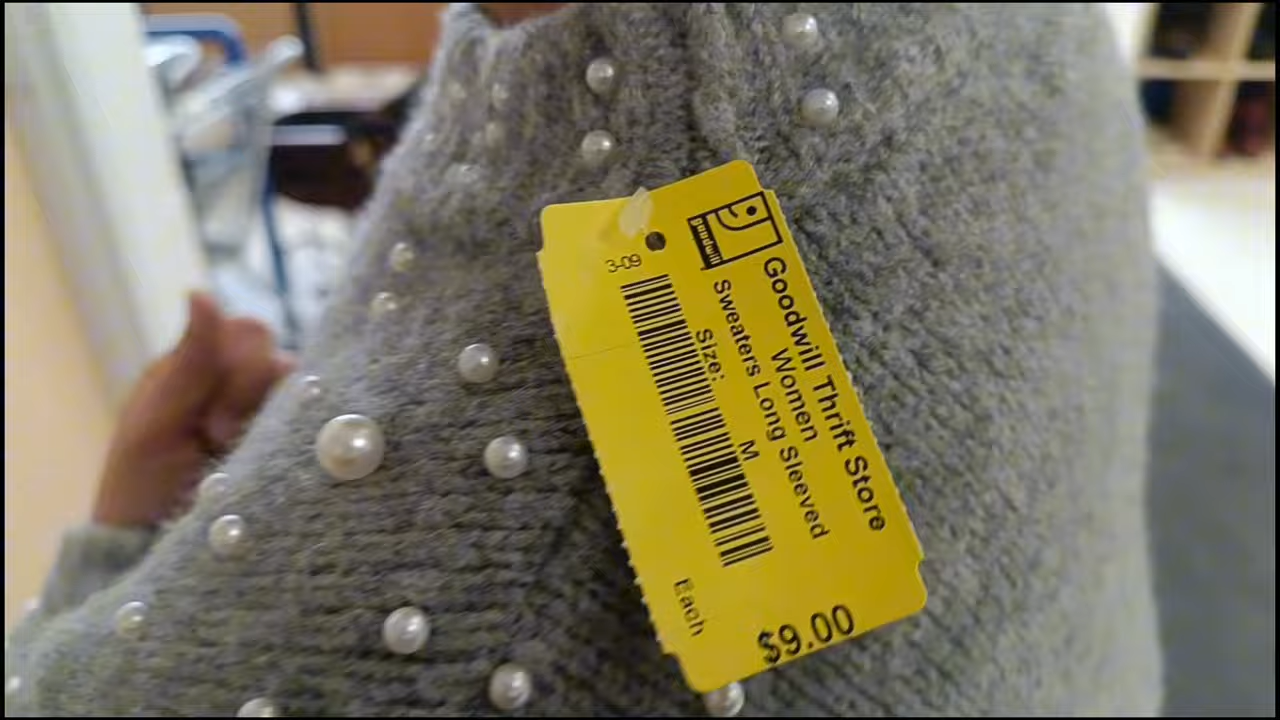 goodwill
Goodwill Thrift Store
Women
Sweaters Long Sleeved
Size: M
3-09
Each
$9.00